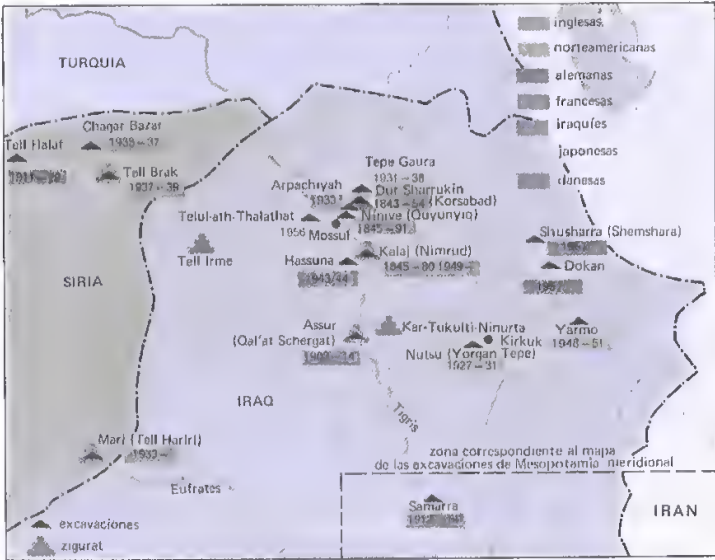 inglesas
norteamericanas
alemanas
francesas
iraquíes
japonesas
danesas
TURQUIA
Chagar Bazar
1935–37
Tell Halaf
Tell Brak
1937–39
Tepe Gaura
1931–38
Arpachiyah
1933
Dur Sharrukin
1843–54 (Korsabad)
Telul-ath-Thalathat
1956
Ninive (Quyunyiq)
1845–91
Mossul
Kalaj (Nimrud)
1845–80 1949–
Shusharra (Shemshara)
Dokan
Tell Irme
Hassuna
1943/44
SIRIA
Assur
(Qal'at Schergat)
Kar-Tukulti-Ninurta
Kirkuk
Yarmo
1948–51
Nutsu (Yorgan Tepe)
1927–31
IRAQ
Tigris
Mari (Tell Hariri)
1933–
Eufrates
zona correspondiente al mapa
de las excavaciones de Mesopotamia meridional
Samarra
IRAN
excavaciones
zigurat